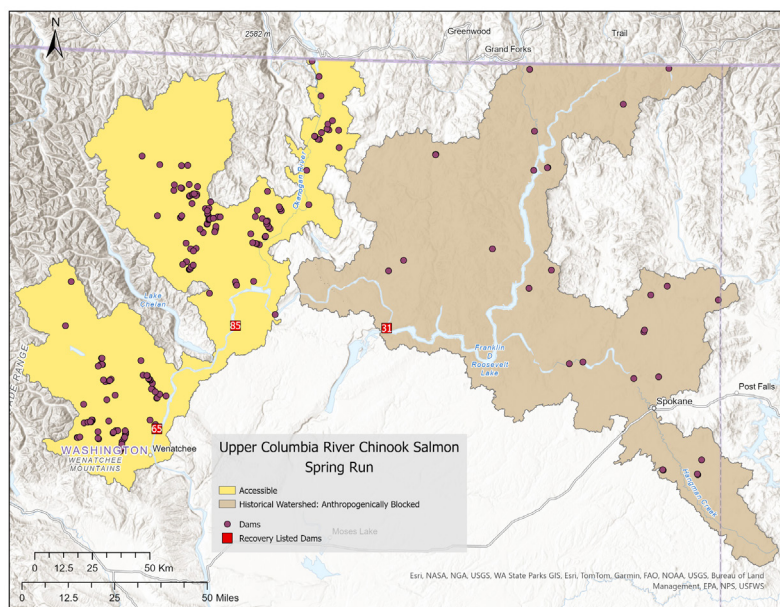 N
2582 m
Greenwood
Trail
Grand Forks
Okanogan River
Lake
Chelan
85
31
Franklin
D
Roosevelt
Lake
Post Falls
Spokane
65
Wenatchee
WASHINGTON
WENATCHEE
MOUNTAINS
DE RANGE
Hangman Creek
Moses Lake
Upper Columbia River Chinook Salmon
Spring Run
Accessible
Historical Watershed: Anthropogenically Blocked
Dams
Recovery Listed Dams
0 12.5 25 50 Km
0 12.5 25 50 Miles
Esri, NASA, NGA, USGS, WA State Parks GIS, Esri, TomTom, Garmin, FAO, NOAA, USGS, Bureau of Land
Management, EPA, NPS, USFWS